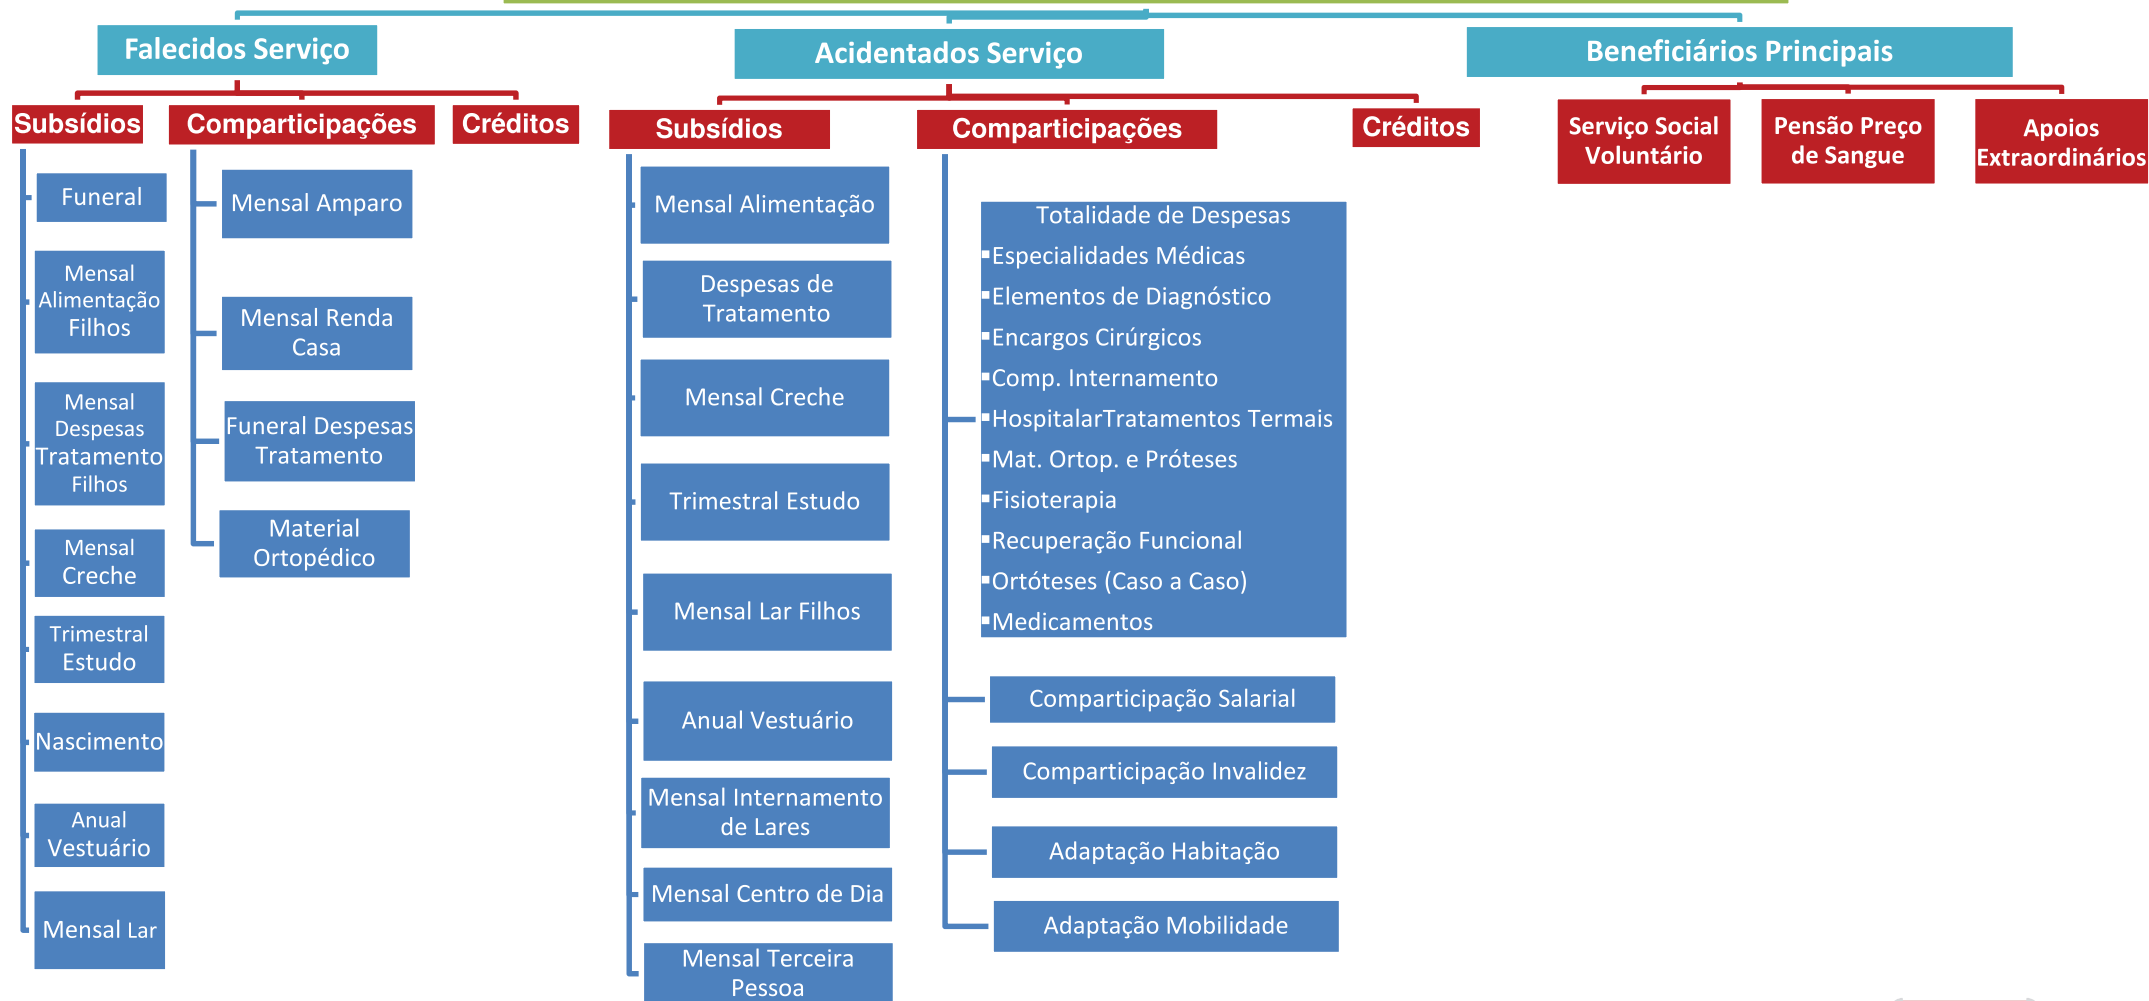 Falecidos Serviço
Subsídios
Funeral
Mensal
Alimentação
Filhos
Mensal
Despesas
Tratamento
Filhos
Mensal
Creche
Trimestral
Estudo
Nascimento
Anual
Vestuário
Mensal Lar
Comparticipações
Mensal Amparo
Mensal Renda
Casa
Funeral Despesas
Tratamento
Material
Ortopédico
Créditos
Acidentados Serviço
Subsídios
Mensal Alimentação
Despesas de
Tratamento
Mensal Creche
Trimestral Estudo
Mensal Lar Filhos
Anual Vestuário
Mensal Internamento
de Lares
Mensal Centro de Dia
Mensal Terceira
Pessoa
Comparticipações
Totalidade de Despesas
▪Especialidades Médicas
▪Elementos de Diagnóstico
▪Encargos Cirúrgicos
▪Comp. Internamento
▪HospitalarTratamentos Termais
▪Mat. Ortop. e Próteses
▪Fisioterapia
▪Recuperação Funcional
▪Ortóteses (Caso a Caso)
▪Medicamentos
Comparticipação Salarial
Comparticipação Invalidez
Adaptação Habitação
Adaptação Mobilidade
Créditos
Beneficiários Principais
Serviço Social
Voluntário
Pensão Preço
de Sangue
Apoios
Extraordinários